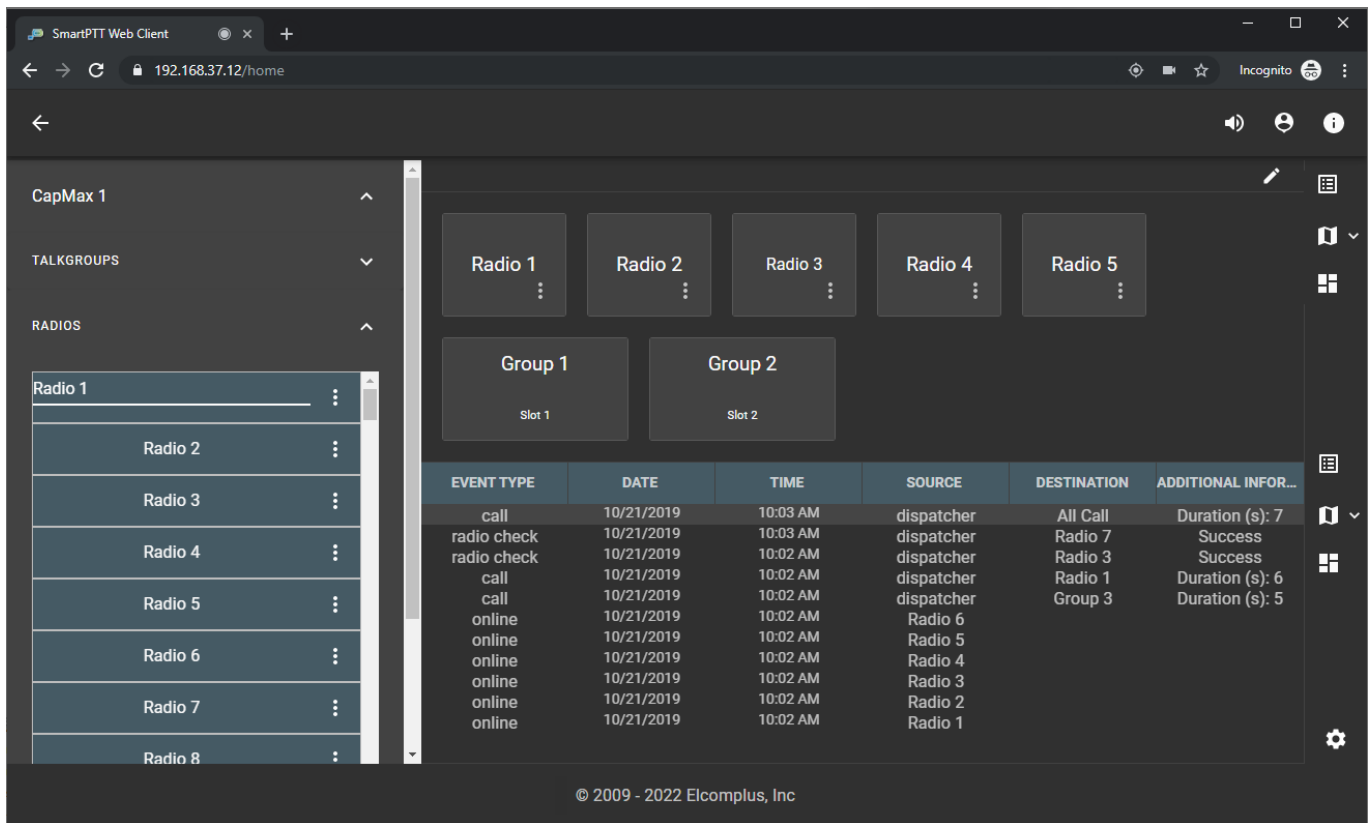 SmartPTT Web Client
192.168.37.12/home
Incognito
CapMax 1
TALKGROUPS
RADIOS
Radio 1
Radio 2
Radio 3
Radio 4
Radio 5
Radio 6
Radio 7
Radio 8
Radio 1 Radio 2 Radio 3 Radio 4 Radio 5
Group 1 Group 2
Slot 1 Slot 2
EVENT TYPE DATE TIME SOURCE DESTINATION ADDITIONAL INFOR...
call 10/21/2019 10:03 AM dispatcher All Call Duration (s): 7
radio check 10/21/2019 10:03 AM dispatcher Radio 7 Success
radio check 10/21/2019 10:02 AM dispatcher Radio 3 Success
call 10/21/2019 10:02 AM dispatcher Radio 1 Duration (s): 6
call 10/21/2019 10:02 AM dispatcher Group 3 Duration (s): 5
online 10/21/2019 10:02 AM Radio 6
online 10/21/2019 10:02 AM Radio 5
online 10/21/2019 10:02 AM Radio 4
online 10/21/2019 10:02 AM Radio 3
online 10/21/2019 10:02 AM Radio 2
online 10/21/2019 10:02 AM Radio 1
© 2009 - 2022 Elcomplus, Inc